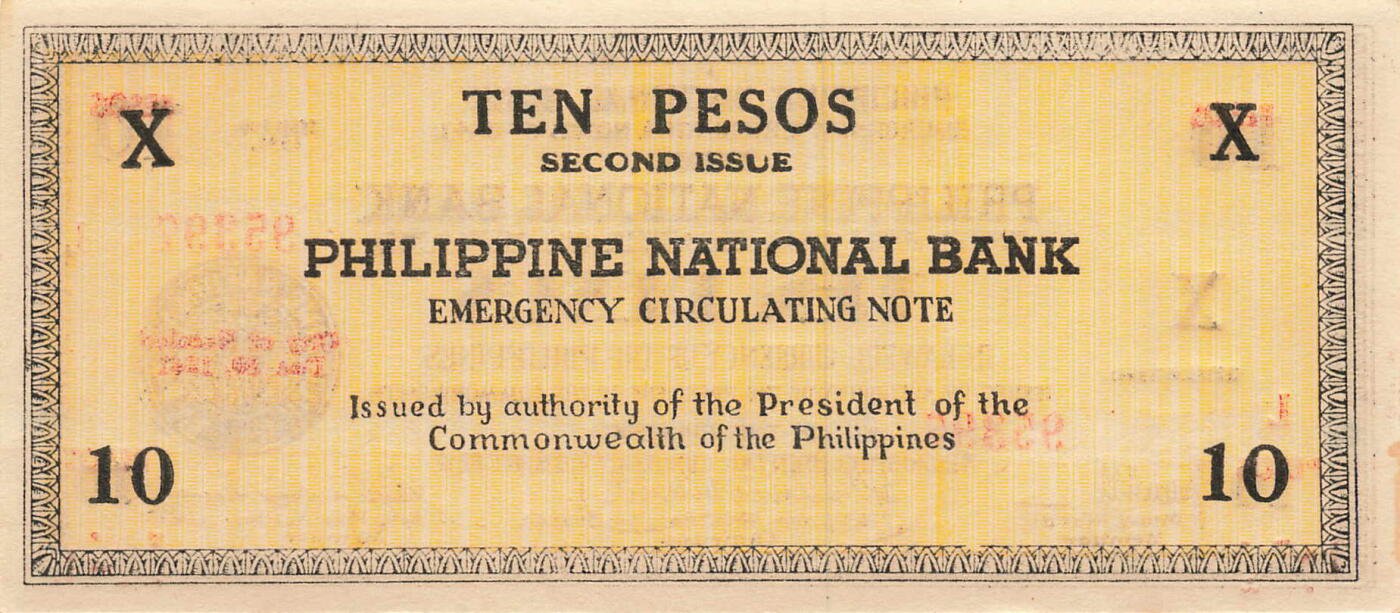 X TEN PESOS X
SECOND ISSUE
PHILIPPINE NATIONAL BANK
EMERGENCY CIRCULATING NOTE
Issued by authority of the President of the
Commonwealth of the Philippines
10 10